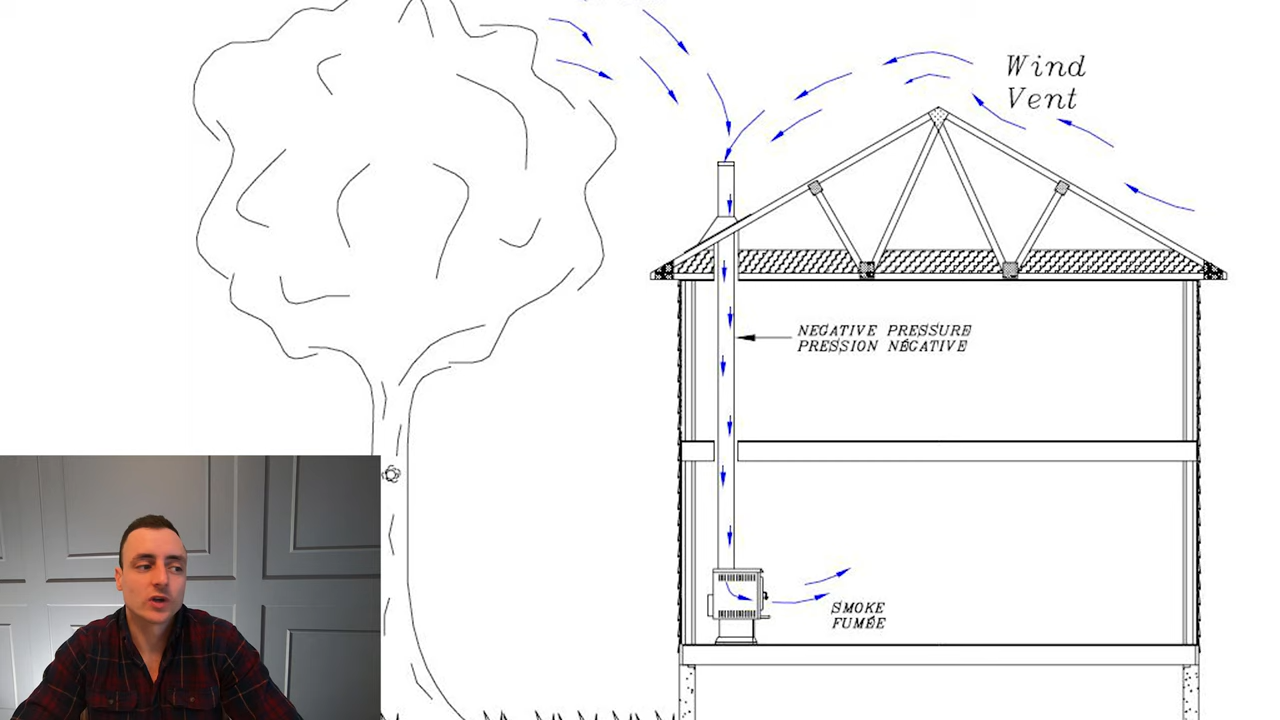 Wind
Vent
NEGATIVE PRESSURE
PRESSION NÉGATIVE
SMOKE
FUMÉE